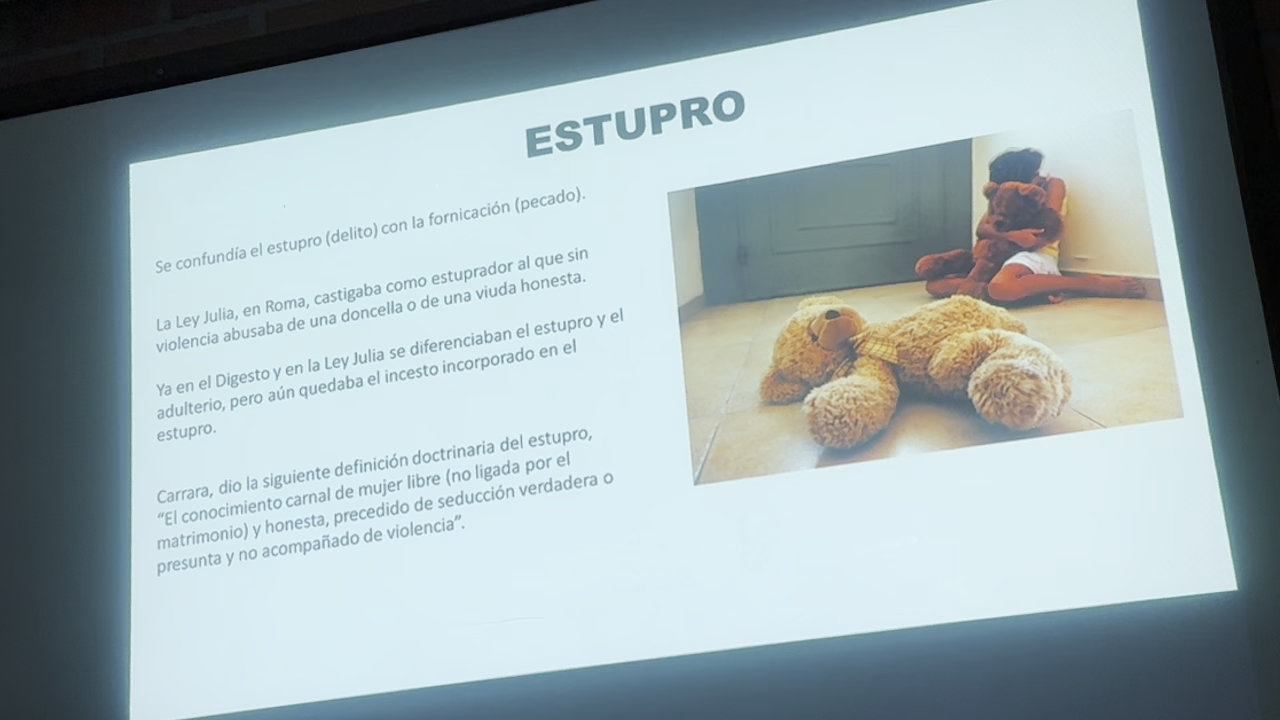 ESTUPRO
Se confundía el estupro (delito) con la fornicación (pecado).
La Ley Julia, en Roma, castigaba como estuprador al que sin
violencia abusaba de una doncella o de una viuda honesta.
Ya en el Digesto y en la Ley Julia se diferenciaban el estupro y el
adulterio, pero aún quedaba el incesto incorporado en el
estupro.
Carrara, dio la siguiente definición doctrinaria del estupro,
“El conocimiento carnal de mujer libre (no ligada por el
matrimonio) y honesta, precedido de seducción verdadera o
presunta y no acompañado de violencia”.